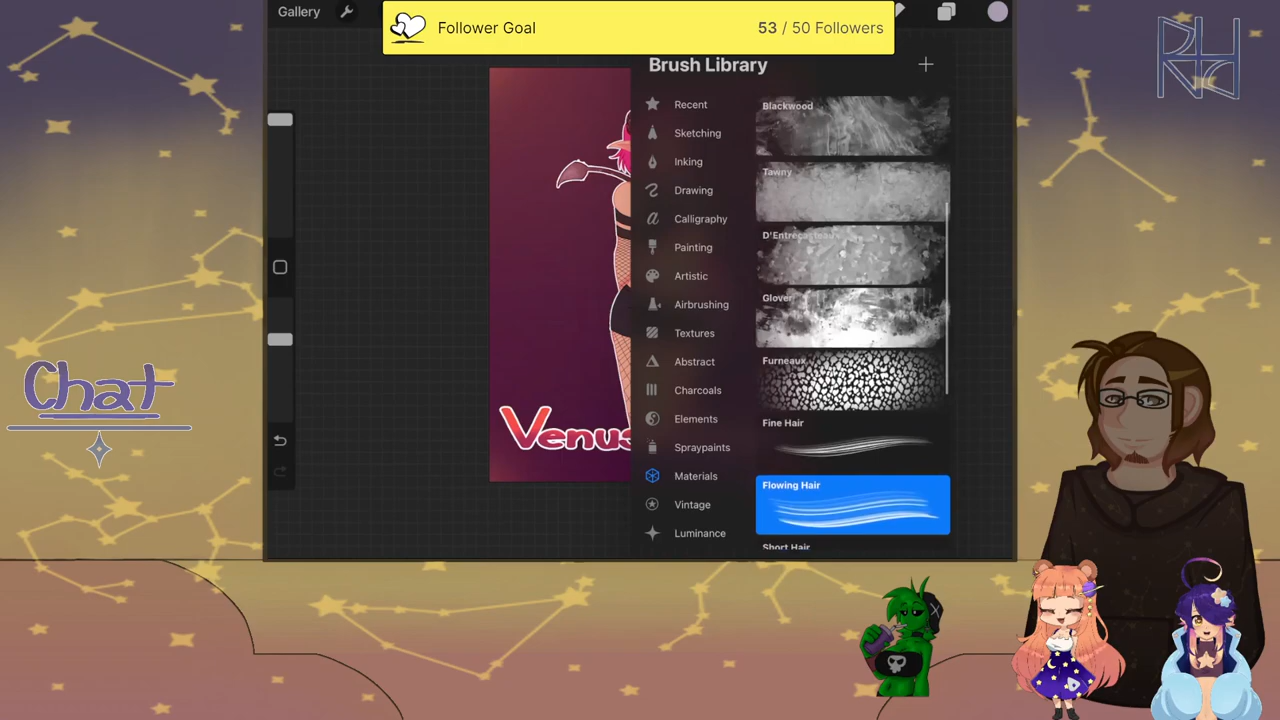 Gallery
Follower Goal
53 / 50 Followers
Brush Library
Recent
Sketching
Inking
Drawing
Calligraphy
Painting
Artistic
Airbrushing
Textures
Abstract
Charcoals
Elements
Spraypaints
Materials
Vintage
Luminance
Blackwood
Tawny
D'Entrecasteaux
Glover
Furneaux
Fine Hair
Flowing Hair
Short Hair
Venus
Chat